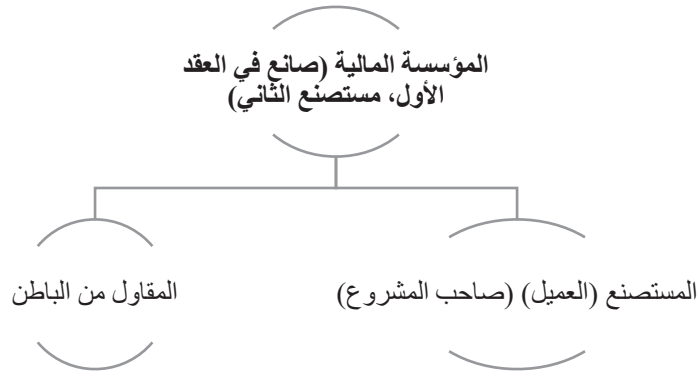 المؤسسة المالية (صانع في العقد
الأول، مستصنع الثاني)
المستصنع (العميل) (صاحب المشروع)
المقاول من الباطن